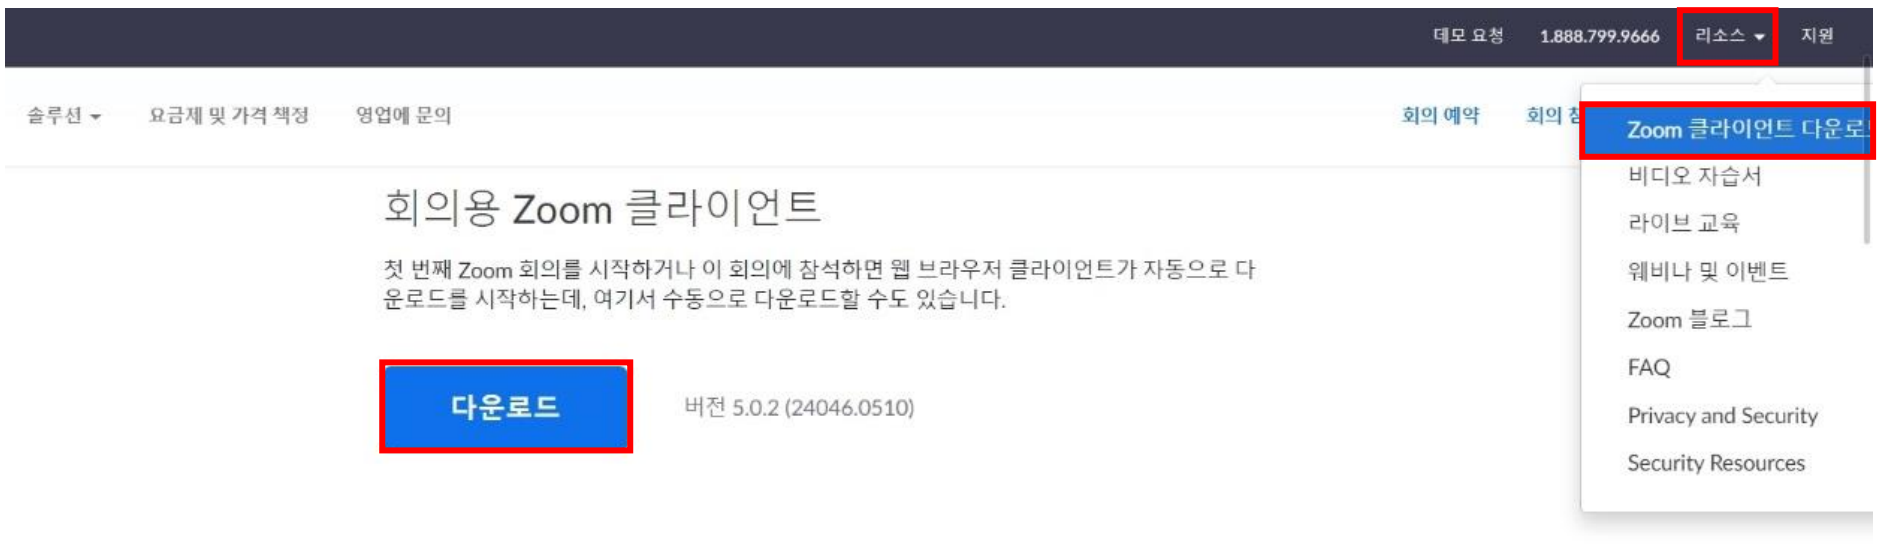 데모 요청 1.888.799.9666 리소스 지원
솔루션 요금제 및 가격 책정 영업에 문의 회의 예약 회의
Zoom 클라이언트 다운로
비디오 자습서
라이브 교육
웨비나 및 이벤트
Zoom 블로그
FAQ
Privacy and Security
Security Resources
회의용 Zoom 클라이언트
첫 번째 Zoom 회의를 시작하거나 이 회의에 참석하면 웹 브라우저 클라이언트가 자동으로 다
운로드를 시작하는데, 여기서 수동으로 다운로드할 수도 있습니다.
다운로드 버전 5.0.2 (24046.0510)